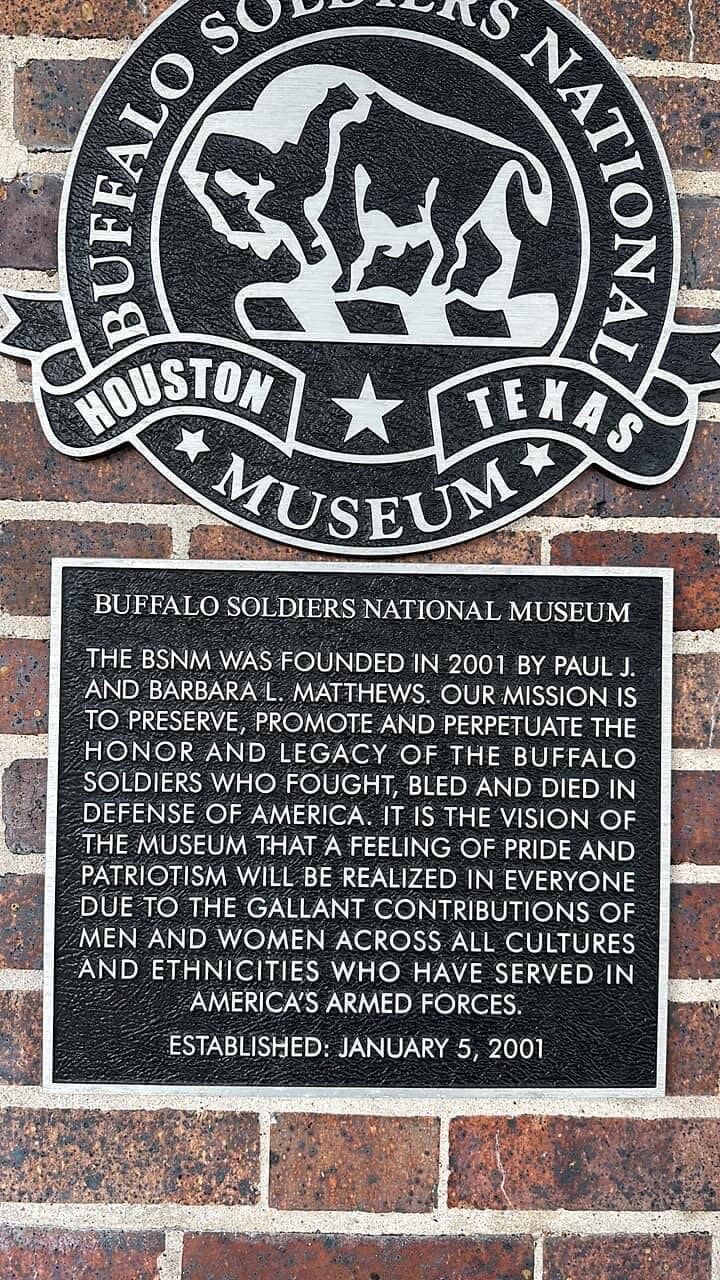 BUFFALO SOLDIERS NATIONAL
HOUSTON
TEXAS
MUSEUM
BUFFALO SOLDIERS NATIONAL MUSEUM
THE BSNM WAS FOUNDED IN 2001 BY PAUL J.
AND BARBARA L. MATTHEWS. OUR MISSION IS
TO PRESERVE, PROMOTE AND PERPETUATE THE
HONOR AND LEGACY OF THE BUFFALO
SOLDIERS WHO FOUGHT, BLED AND DIED IN
DEFENSE OF AMERICA. IT IS THE VISION OF
THE MUSEUM THAT A FEELING OF PRIDE AND
PATRIOTISM WILL BE REALIZED IN EVERYONE
DUE TO THE GALLANT CONTRIBUTIONS OF
MEN AND WOMEN ACROSS ALL CULTURES
AND ETHNICITIES WHO HAVE SERVED IN
AMERICA'S ARMED FORCES.
ESTABLISHED: JANUARY 5, 2001